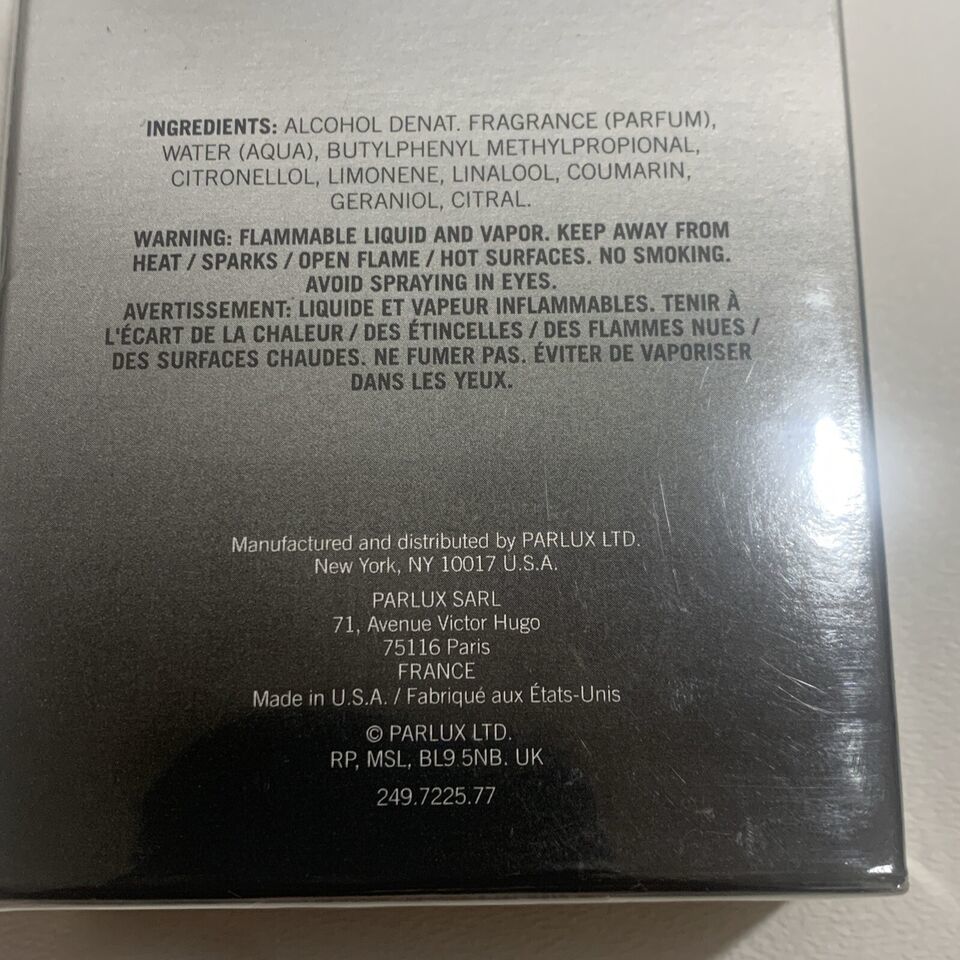 INGREDIENTS: ALCOHOL DENAT. FRAGRANCE (PARFUM),
WATER (AQUA), BUTYLPHENYL METHYLPROPIONAL,
CITRONELLOL, LIMONENE, LINALOOL, COUMARIN,
GERANIOL, CITRAL.
WARNING: FLAMMABLE LIQUID AND VAPOR. KEEP AWAY FROM
HEAT / SPARKS / OPEN FLAME / HOT SURFACES. NO SMOKING.
AVOID SPRAYING IN EYES.
AVERTISSEMENT: LIQUIDE ET VAPEUR INFLAMMABLES. TENIR À
L'ÉCART DE LA CHALEUR / DES ÉTINCELLES / DES FLAMMES NUES /
DES SURFACES CHAUDES. NE FUMER PAS. ÉVITER DE VAPORISER
DANS LES YEUX.
Manufactured and distributed by PARLUX LTD.
New York, NY 10017 U.S.A.
PARLUX SARL
71, Avenue Victor Hugo
75116 Paris
FRANCE
Made in U.S.A. / Fabriqué aux États-Unis
© PARLUX LTD.
RP, MSL, BL9 5NB. UK
249.7225.77